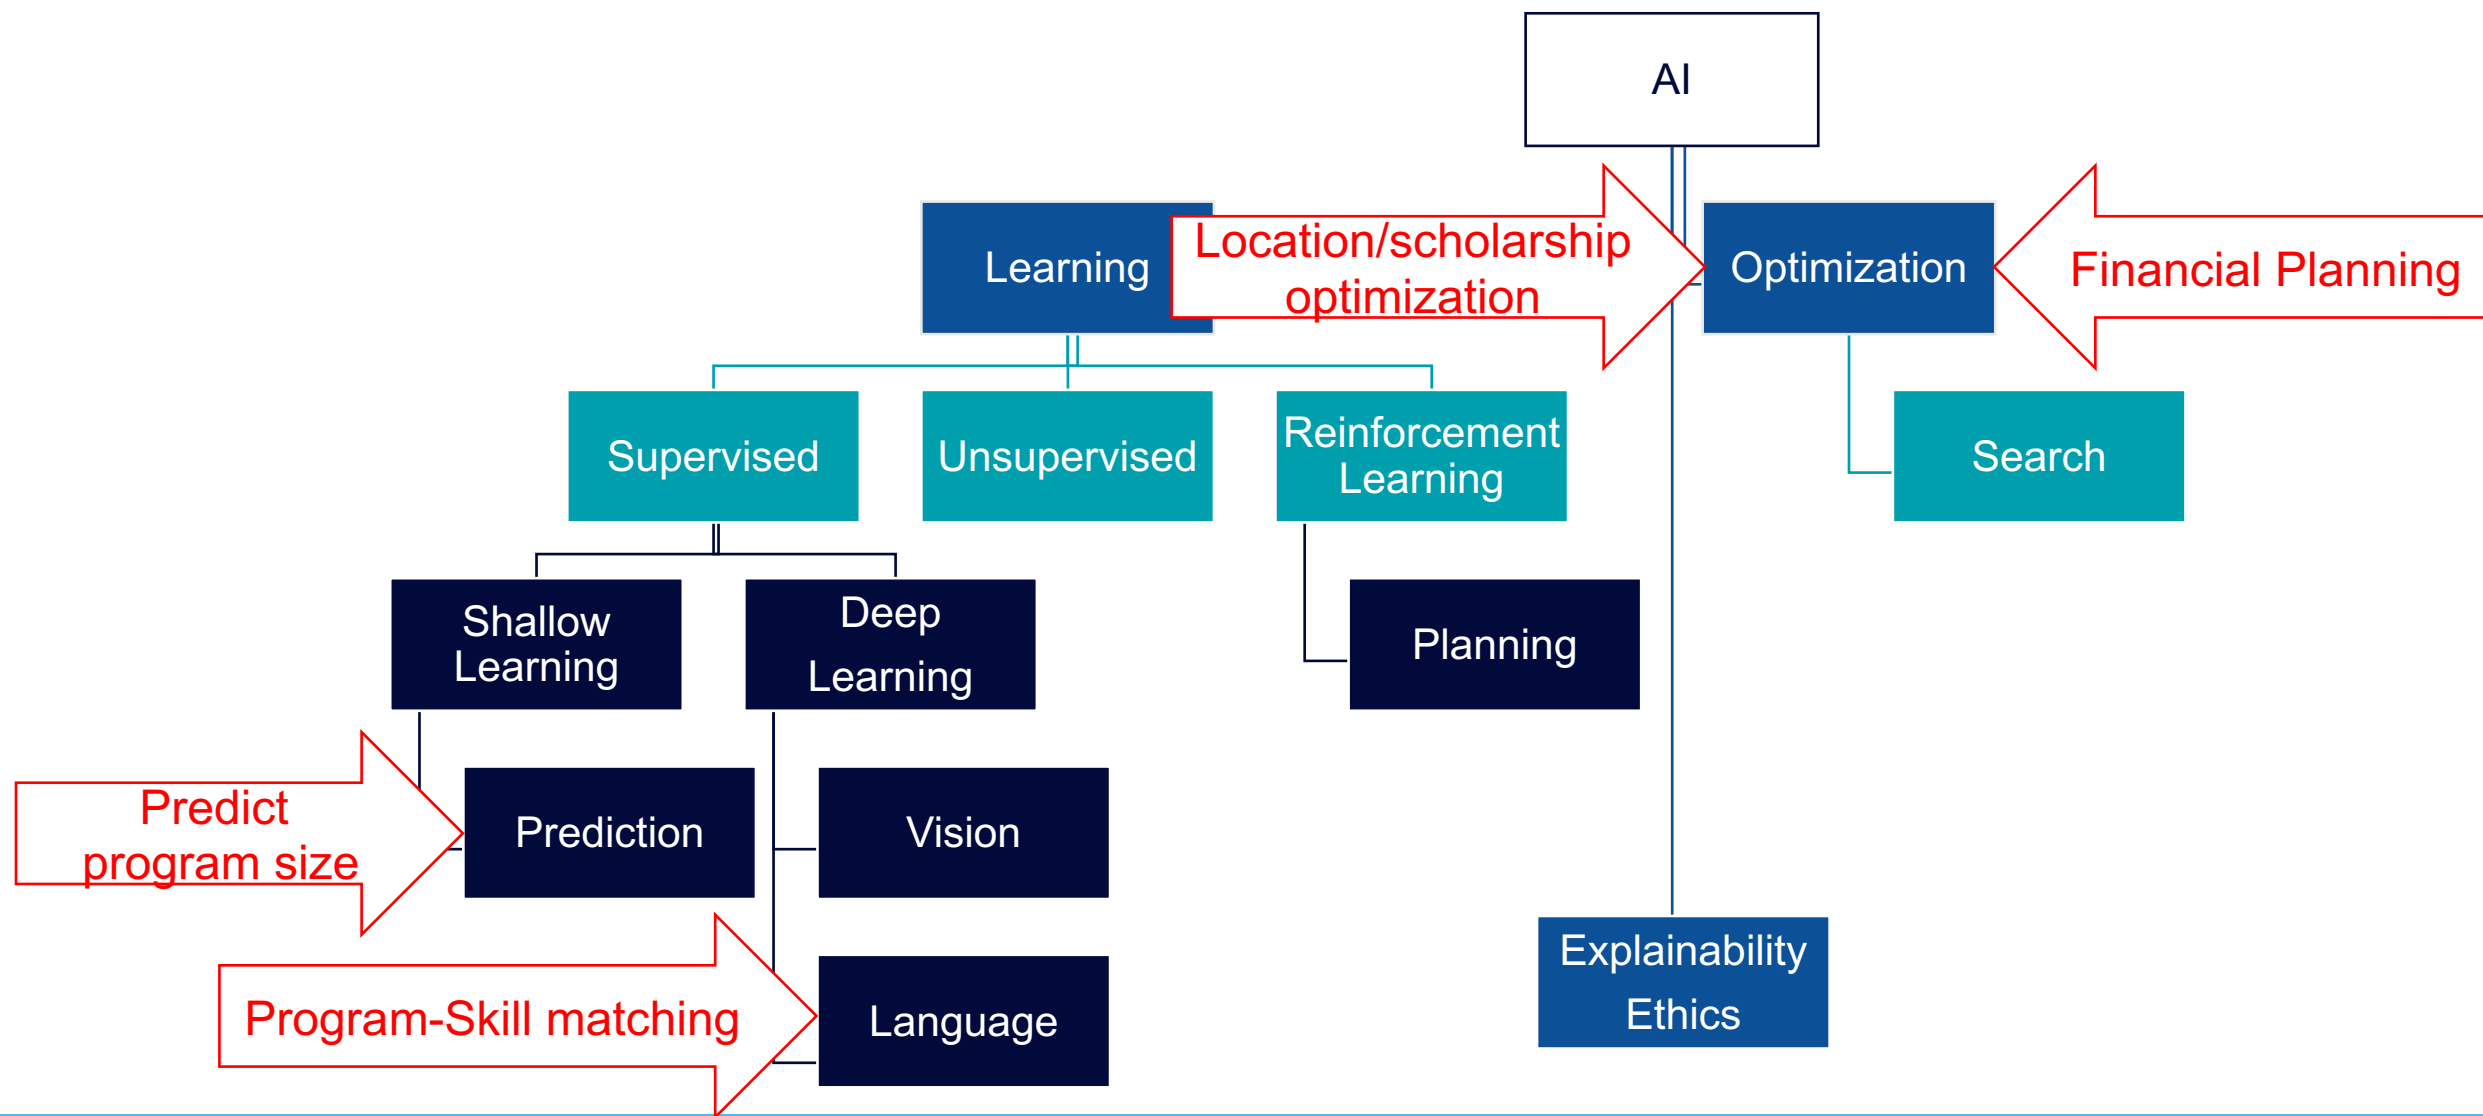 AI
Learning
Location/scholarship
optimization
Optimization
Financial Planning
Supervised
Unsupervised
Reinforcement
Learning
Search
Shallow
Learning
Deep
Learning
Planning
Predict
program size
Prediction
Vision
Program-Skill matching
Language
Explainability
Ethics